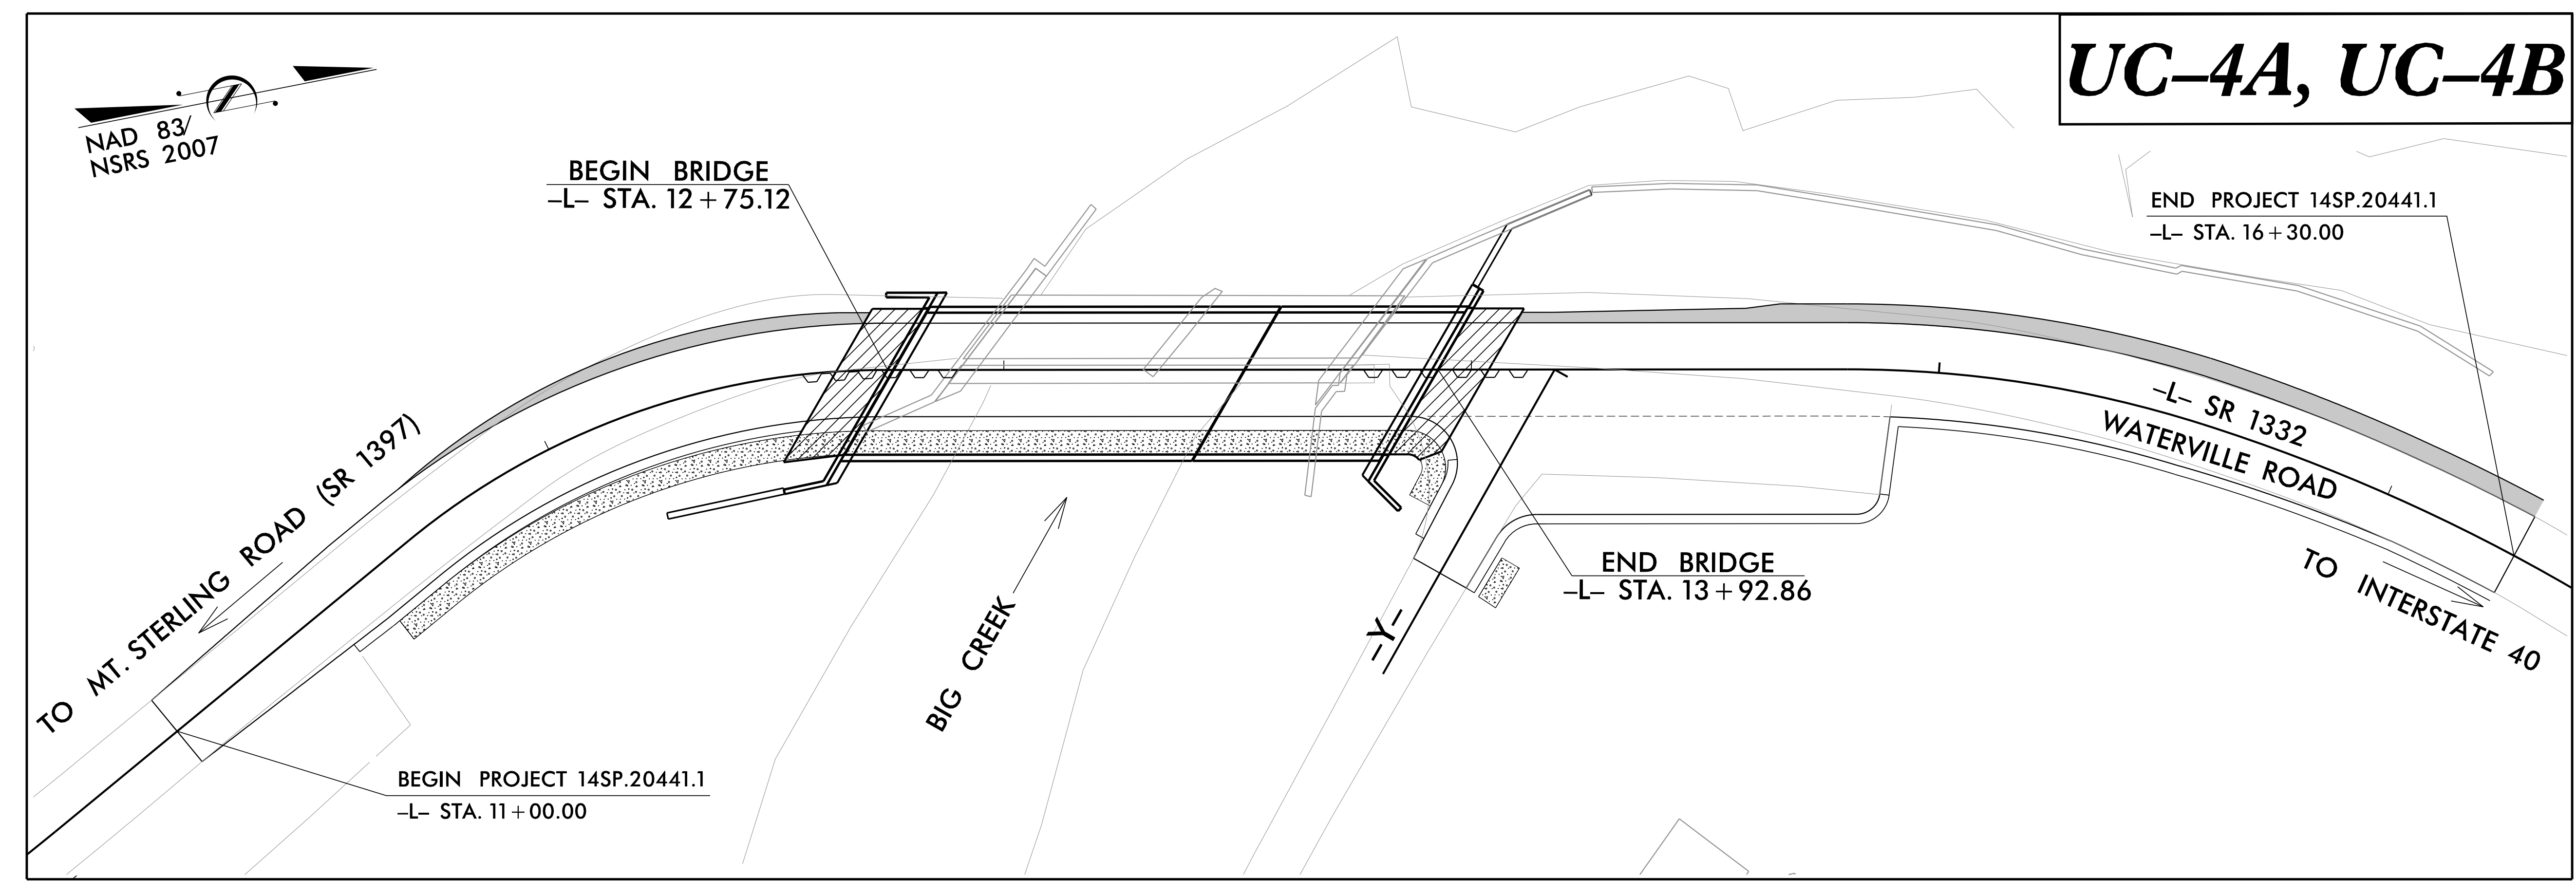 UC–4A, UC–4B
NAD 83/
NSRS 2007
BEGIN BRIDGE
–L– STA. 12+75.12
END PROJECT 14SP.20441.1
–L– STA. 16+30.00
–L– SR 1332
WATERVILLE ROAD
TO MT. STERLING ROAD (SR 1397)
TO INTERSTATE 40
END BRIDGE
–L– STA. 13+92.86
BIG CREEK
–Y–
BEGIN PROJECT 14SP.20441.1
–L– STA. 11+00.00